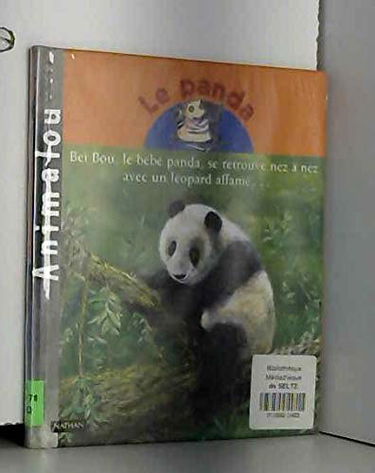 Le panda
Bei Bou, le bébé panda, se retrouve nez à nez
avec un léopard affamé...
Animalou
NATHAN
Bibliothèque
Médiathèque
de SELTZ